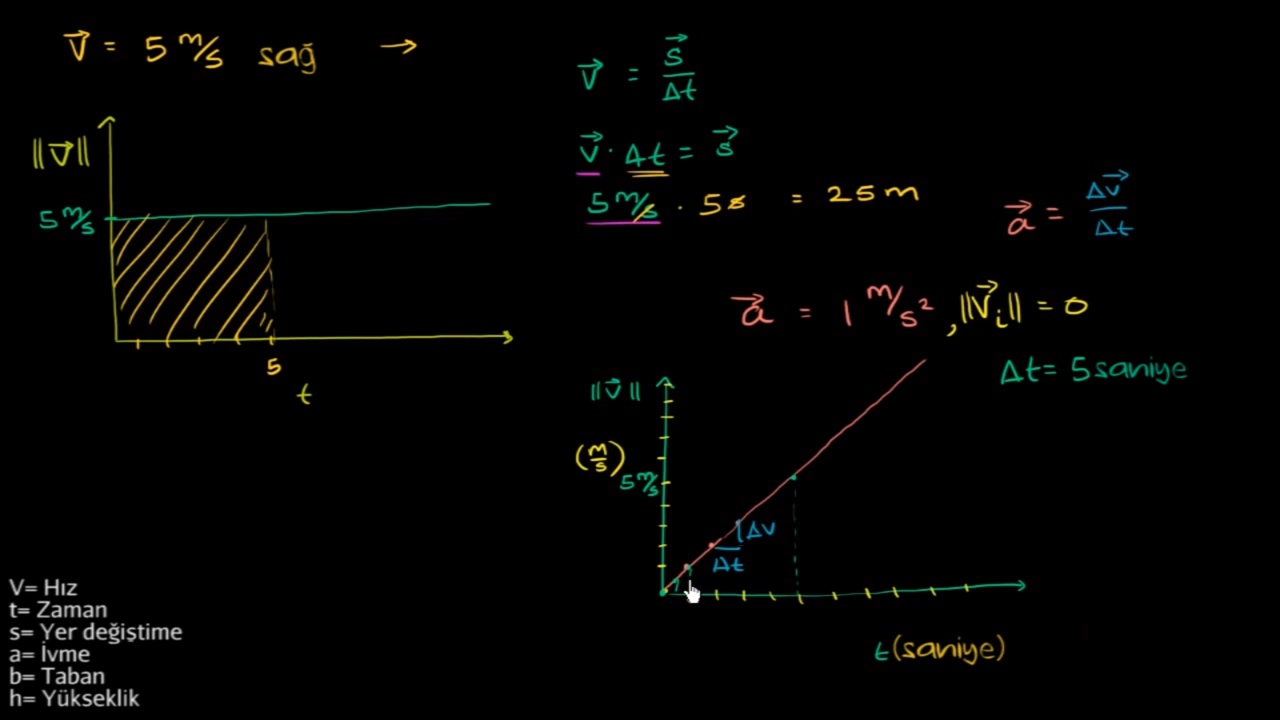 v⃗ = 5 m/s sağ →
||v⃗||
5 m/s
5
t
v⃗ = s⃗/Δt
v⃗ · Δt = s⃗
5 m/s · 5s = 25 m
a⃗ = Δv⃗/Δt
a⃗ = 1 m/s², ||v⃗ᵢ|| = 0
Δt = 5 saniye
||v⃗||
(m/s)
5 m/s
ΔV
Δt
t (saniye)
V= Hız
t= Zaman
s= Yer değiştime
a= İvme
b= Taban
h= Yükseklik